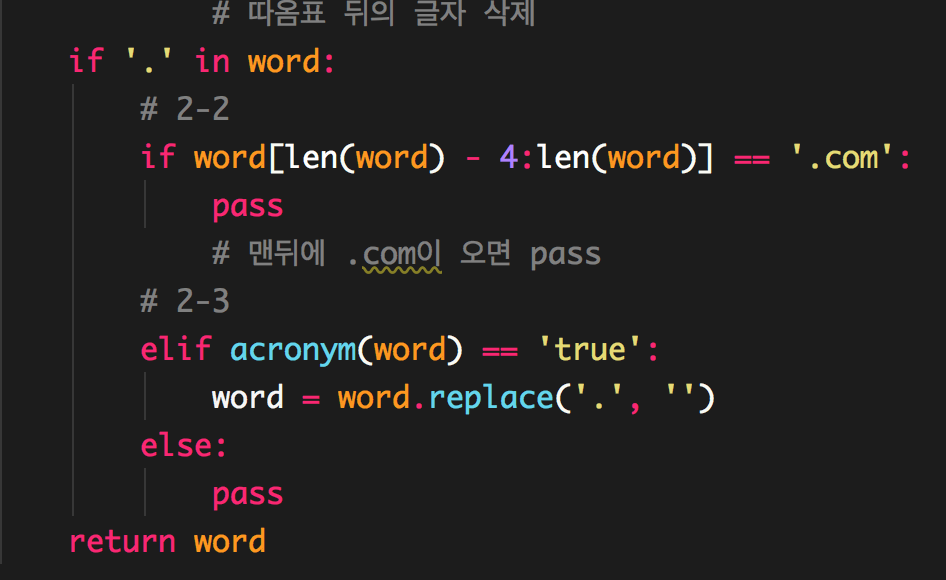 # 따옴표 뒤의 글자 삭제
if '.' in word:
# 2-2
if word[len(word) - 4:len(word)] == '.com':
pass
# 맨뒤에 .com이 오면 pass
# 2-3
elif acronym(word) == 'true':
word = word.replace('.', '')
else:
pass
return word